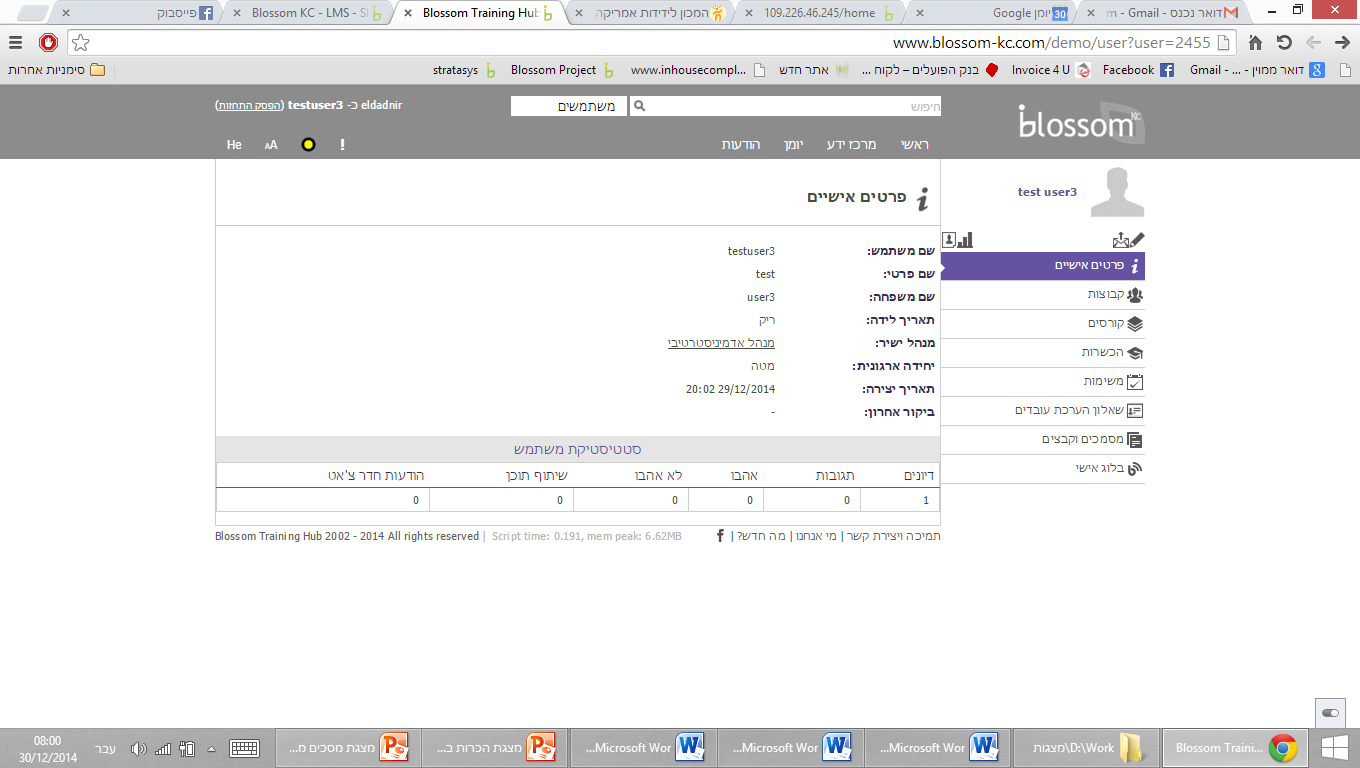 דואר נכנס - Gmail - m
יומן Google
109.226.46.245/home
המכון לידידות אמריקה
Blossom Training Hub
Blossom KC - LMS - S
פייסבוק
www.blossom-kc.com/demo/user?user=2455
דואר ממוין - ... - Gmail
Facebook
Invoice 4 U
בנק הפועלים – לקוח ...
אתר חדש
www.inhousecompl...
Blossom Project
stratasys
סימניות אחרות
blossom KC
חיפוש
משתמשים
eldadnir כ- testuser3 (הפסק התחזות)
ראשי
מרכז ידע
יומן
הודעות
!
AA
He
test user3
פרטים אישיים
קבוצות
קורסים
הכשרות
משימות
שאלון הערכת עובדים
מסמכים וקבצים
בלוג אישי
פרטים אישיים
שם משתמש: testuser3
שם פרטי: test
שם משפחה: user3
תאריך לידה: ריק
מנהל ישיר: מנהל אדמיניסטרטיבי
יחידה ארגונית: מטה
תאריך יצירה: 29/12/2014 20:02
ביקור אחרון: -
סטטיסטיקת משתמש
דיונים תגובות אהבו לא אהבו שיתוף תוכן הודעות חדר צ'אט
1 0 0 0 0 0
תמיכה ויצירת קשר | מי אנחנו | מה חדש? |
Blossom Training Hub 2002 - 2014 All rights reserved | Script time: 0.191, mem peak: 6.62MB
Blossom Traini...
D:\Work\מצגות
Microsoft Wor...
Microsoft Wor...
Microsoft Wor...
מצגת הכרות ב...
מצגת מסכים מ...
עבר
08:00
30/12/2014